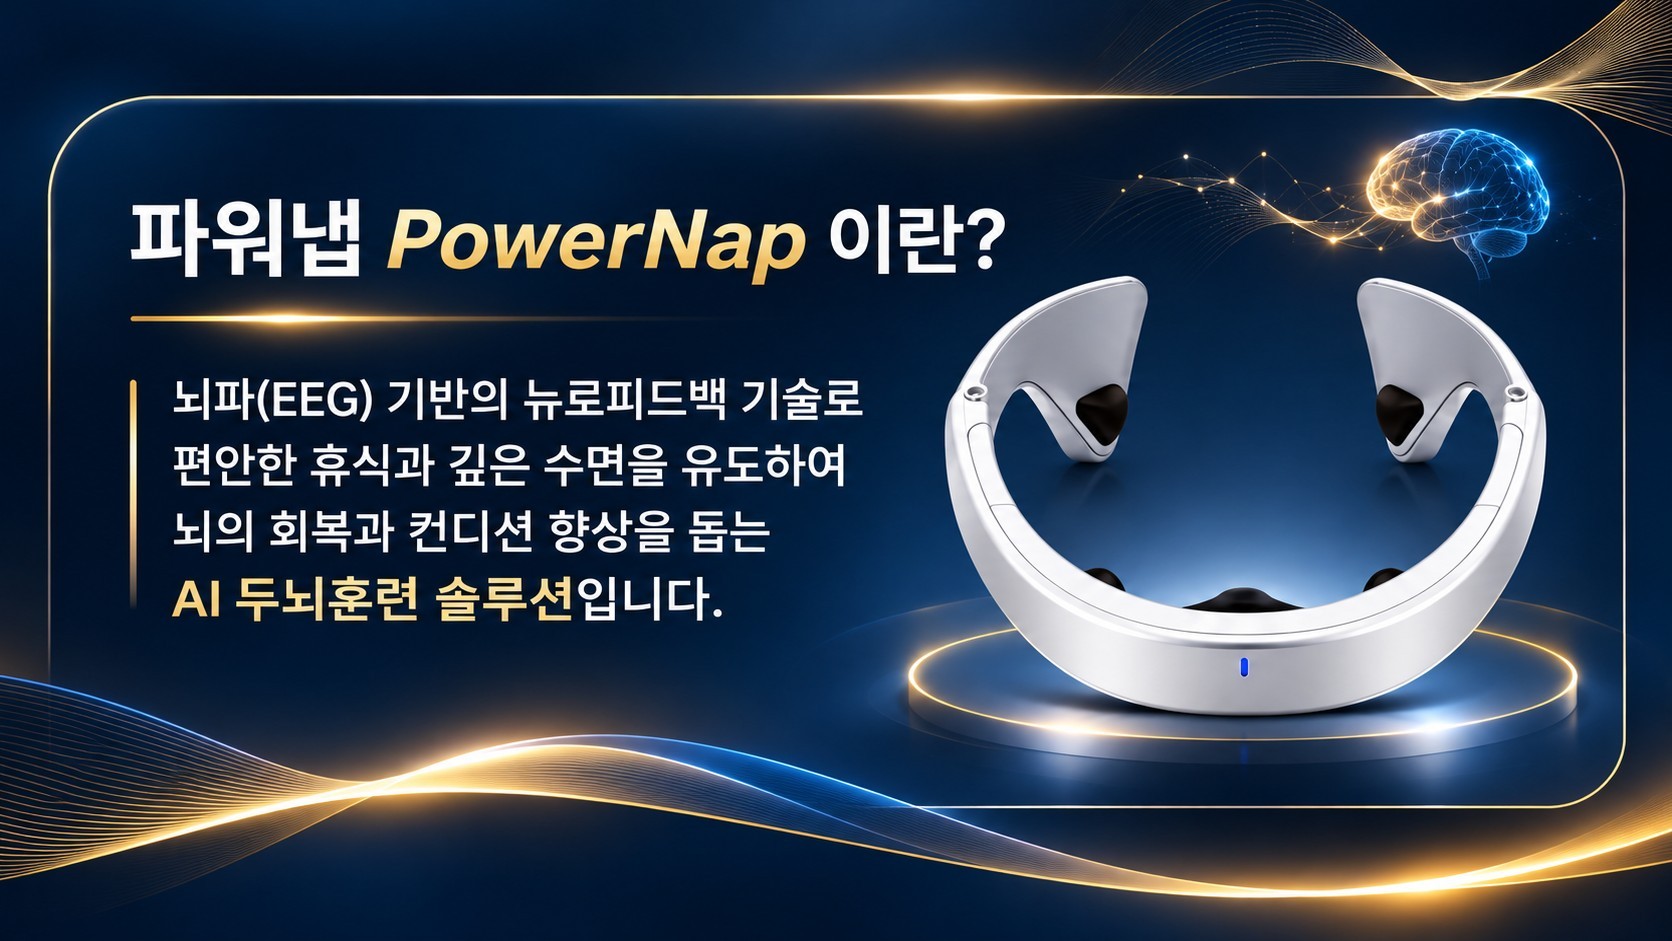 파워냅 PowerNap 이란?
뇌파(EEG) 기반의 뉴로피드백 기술로
편안한 휴식과 깊은 수면을 유도하여
뇌의 회복과 컨디션 향상을 돕는
AI 두뇌훈련 솔루션입니다.